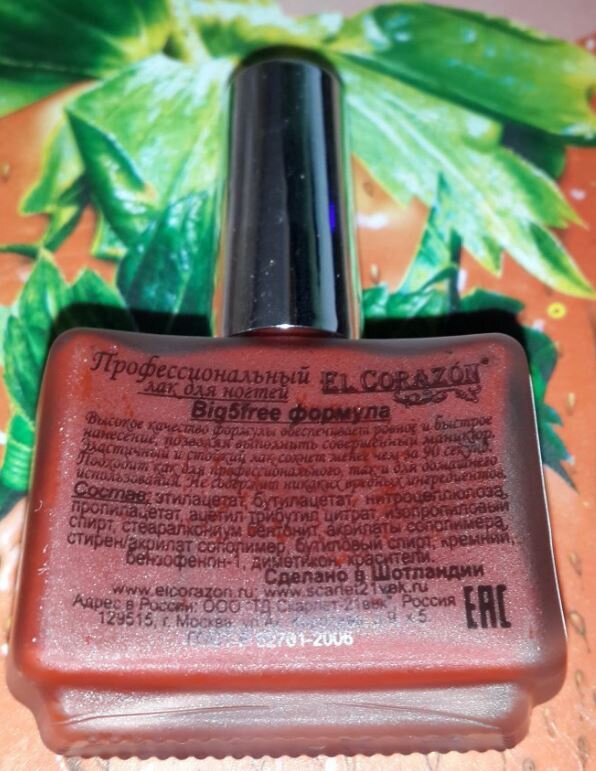 Профессиональный EL CORAZON®
лак для ногтей
Big5free формула
Высокое качество формулы обеспечивает ровное и быстрое
нанесение, позволяя выполнить совершенный маникюр.
Эластичный и стойкий лак сохнет менее чем за 90 секунд.
Подходит как для профессионального, так и для домашнего
использования. Не содержит никаких вредных ингредиентов.
Состав: этилацетат, бутилацетат, нитроцеллюлоза,
пропилацетат, ацетил трибутил цитрат, изопропиловый
спирт, стеаралкониум бентонит, акрилаты сополимера,
стирен/акрилат сополимер, бутиловый спирт, кремний,
бензофенон-1, диметикон, красители.
Сделано в Шотландии
www.elcorazon.ru www.scarlet21vek.ru
Адрес в России: ООО "ТД Скарлет-21век", Россия
129515, г. Москва, ул. Ак.
EAC
52701-2006